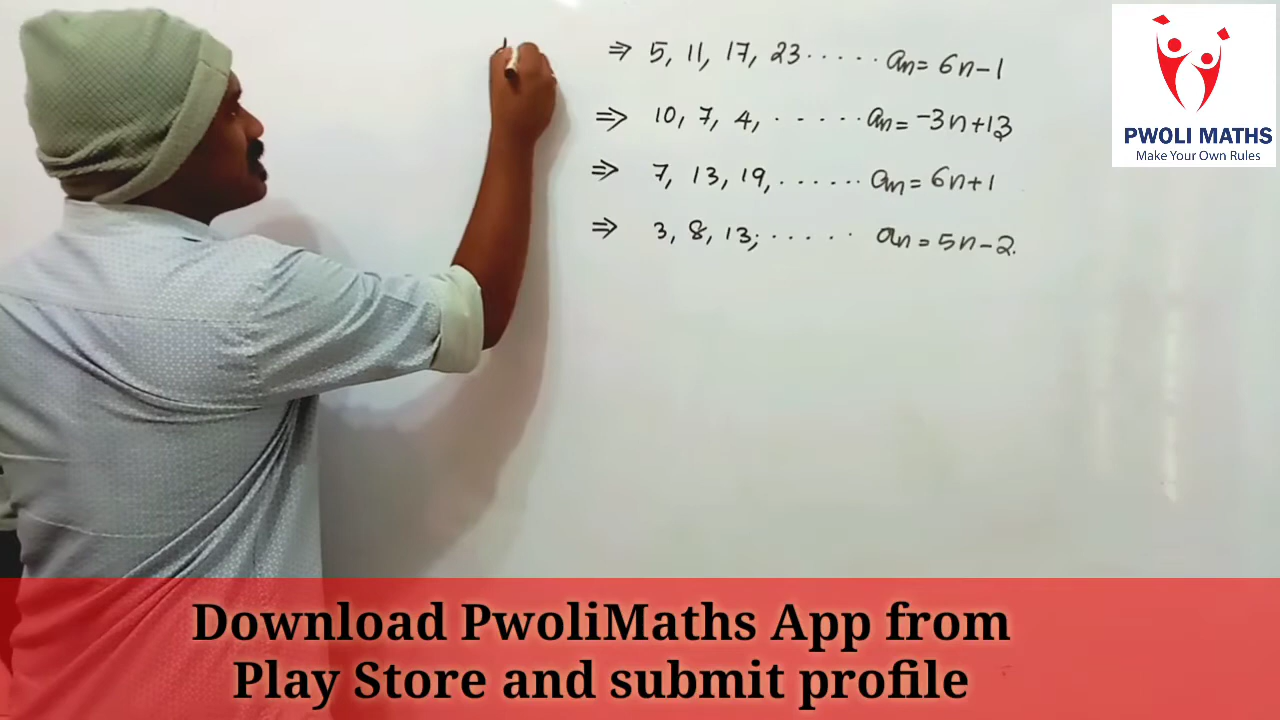 ⇒ 5, 11, 17, 23 ..... an = 6n-1
⇒ 10, 7, 4, ...... an = -3n+13
⇒ 7, 13, 19, ...... an = 6n+1
⇒ 3, 8, 13; ..... an = 5n-2.
PWOLI MATHS
Make Your Own Rules
Download PwoliMaths App from
Play Store and submit profile